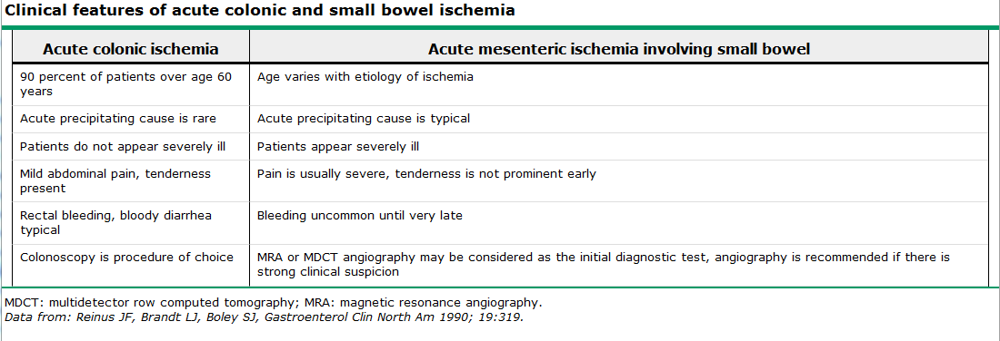 Clinical features of acute colonic and small bowel ischemia
Acute colonic ischemia
Acute mesenteric ischemia involving small bowel
90 percent of patients over age 60
years
Age varies with etiology of ischemia
Acute precipitating cause is rare
Acute precipitating cause is typical
Patients do not appear severely ill
Patients appear severely ill
Mild abdominal pain, tenderness
present
Pain is usually severe, tenderness is not prominent early
Rectal bleeding, bloody diarrhea
typical
Bleeding uncommon until very late
Colonoscopy is procedure of choice
MRA or MDCT angiography may be considered as the initial diagnostic test, angiography is recommended if there is
strong clinical suspicion
MDCT: multidetector row computed tomography; MRA: magnetic resonance angiography.
Data from: Reinus JF, Brandt LJ, Boley SJ, Gastroenterol Clin North Am 1990; 19:319.